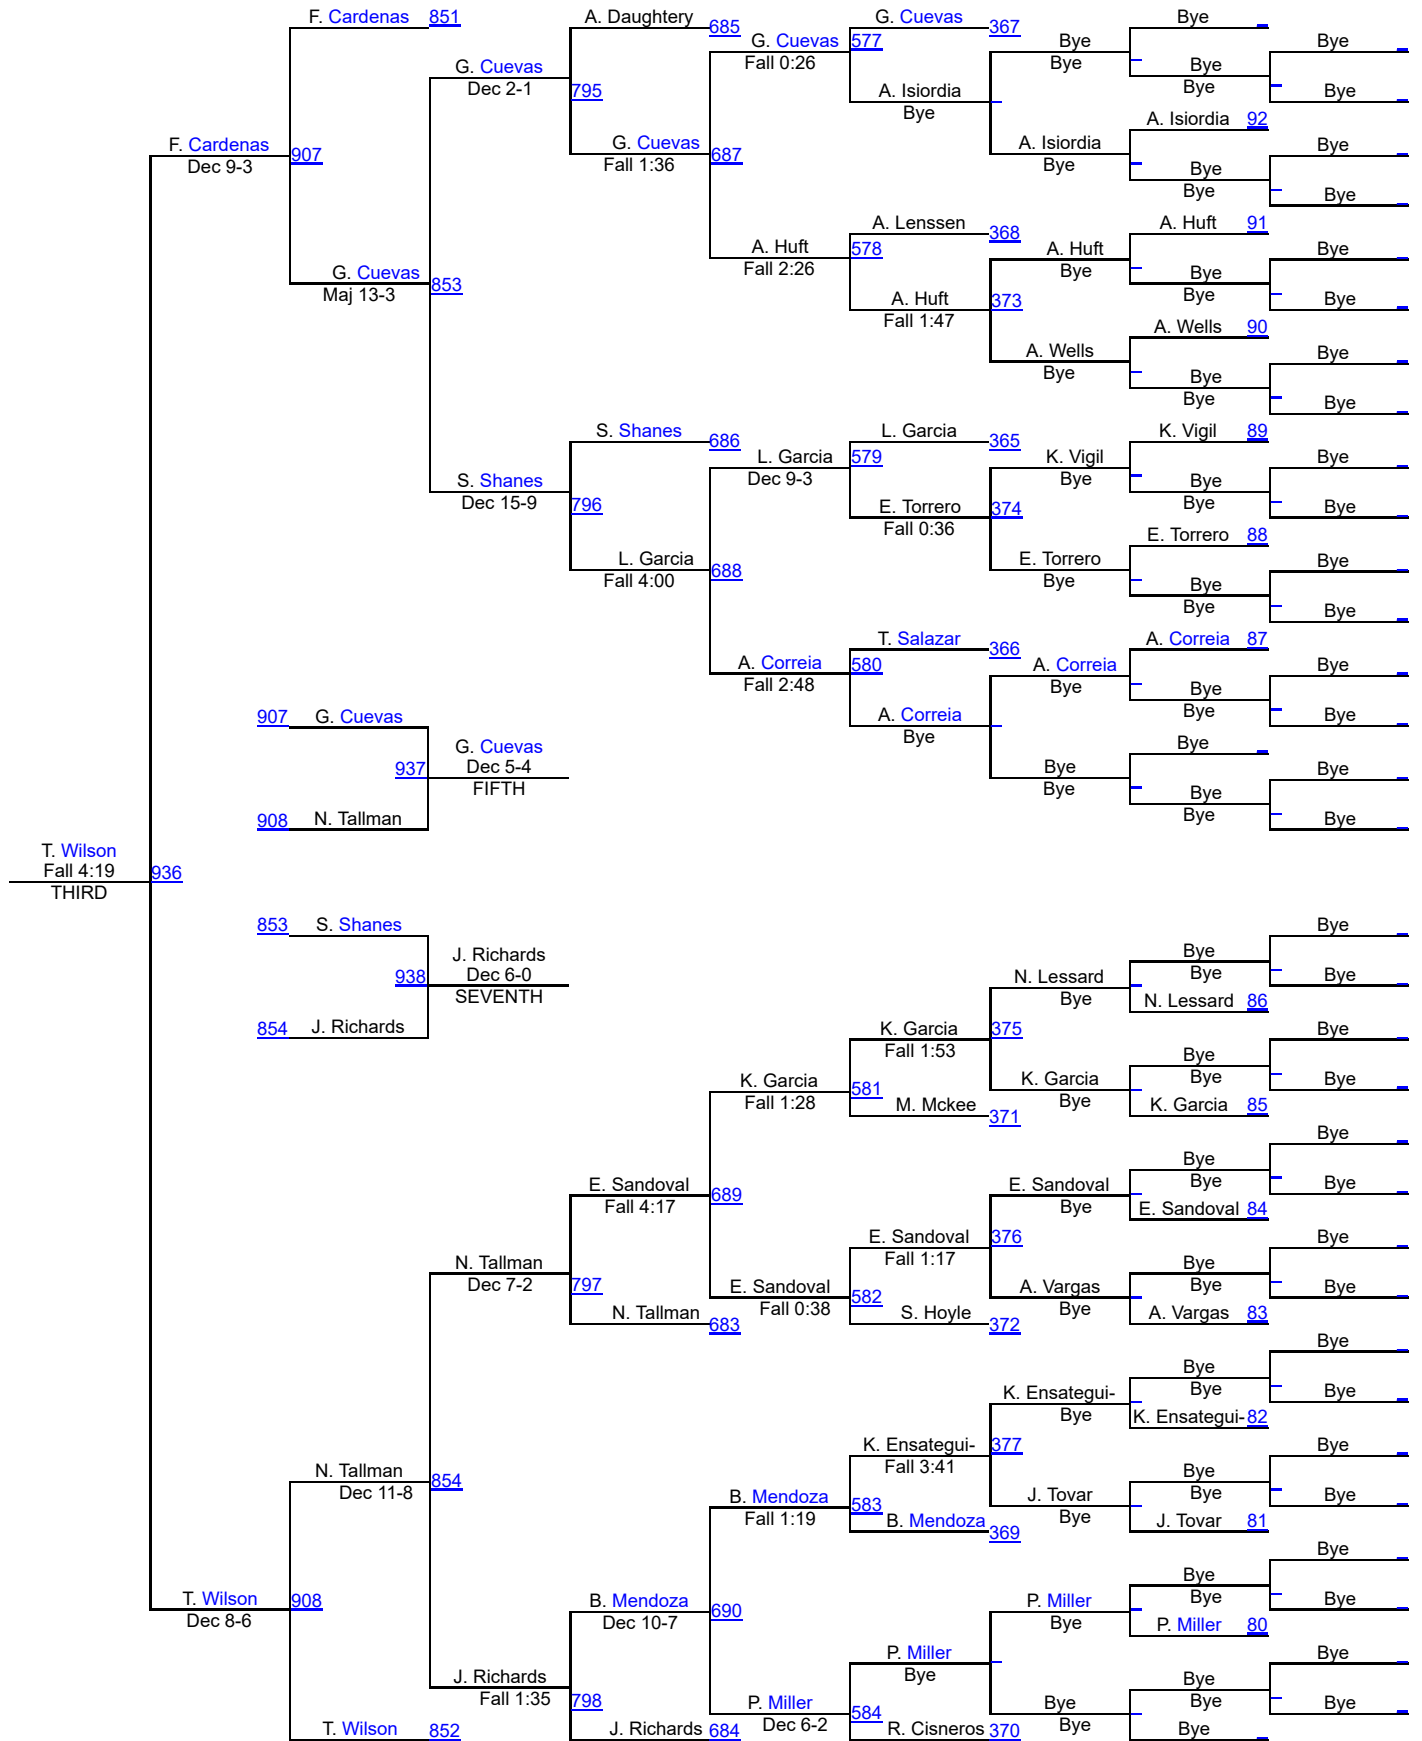 F. Cardenas 851 A. Daughtery 685 G. Cuevas 367 Bye
G. Cuevas 577 Bye Bye
Fall 0:26 Bye
G. Cuevas Bye
Dec 2-1 795 A. Isiordia Bye Bye
Bye A. Isiordia 92
F. Cardenas 907 G. Cuevas 687 A. Isiordia Bye
Dec 9-3 Fall 1:36 Bye Bye
Bye Bye
A. Lenssen 368 A. Huft 91
A. Huft 578 A. Huft Bye
Fall 2:26 Bye Bye
G. Cuevas 853 Bye
Maj 13-3 A. Huft 373 Bye
Fall 1:47 A. Wells 90
A. Wells Bye
Bye Bye
Bye Bye
S. Shanes 686 L. Garcia 365 K. Vigil 89
L. Garcia 579 K. Vigil Bye
S. Shanes Dec 9-3 Bye Bye
Dec 15-9 796 E. Torrero 374 Bye Bye
Fall 0:36 E. Torrero 88
L. Garcia 688 E. Torrero Bye
Fall 4:00 Bye Bye
Bye Bye
T. Salazar 366 A. Correia 87
A. Correia 580 A. Correia Bye
Fall 2:48 Bye Bye
907 G. Cuevas A. Correia Bye Bye
G. Cuevas Bye Bye
937 Dec 5-4 Bye Bye
FIFTH Bye Bye
908 N. Tallman Bye Bye
T. Wilson
Fall 4:19 936
THIRD
853 S. Shanes Bye
J. Richards Bye
938 Dec 6-0 N. Lessard Bye Bye
SEVENTH Bye N. Lessard 86
854 J. Richards K. Garcia 375 Bye
Fall 1:53 Bye
K. Garcia 581 K. Garcia Bye Bye
Fall 1:28 M. Mckee 371 Bye K. Garcia 85
Bye
E. Sandoval 689 E. Sandoval Bye
Fall 4:17 Bye Bye Bye
E. Sandoval 376 E. Sandoval 84
N. Tallman Fall 1:17 Bye
Dec 7-2 797 E. Sandoval 582 A. Vargas Bye
Fall 0:38 Bye Bye Bye
N. Tallman 683 S. Hoyle 372 A. Vargas 83
Bye
Bye
K. Ensategui- Bye Bye
Bye K. Ensategui- 82
N. Tallman 854 K. Ensategui- 377 Bye
Dec 11-8 Fall 3:41 Bye
B. Mendoza 583 J. Tovar Bye Bye
Fall 1:19 B. Mendoza 369 Bye J. Tovar 81
Bye
Bye
T. Wilson 908 B. Mendoza 690 P. Miller Bye Bye
Dec 8-6 Dec 10-7 Bye P. Miller 80
P. Miller Bye
J. Richards Bye Bye
Fall 1:35 798 P. Miller 584 Bye Bye Bye
T. Wilson 852 J. Richards 684 Dec 6-2 R. Cisneros 370 Bye Bye